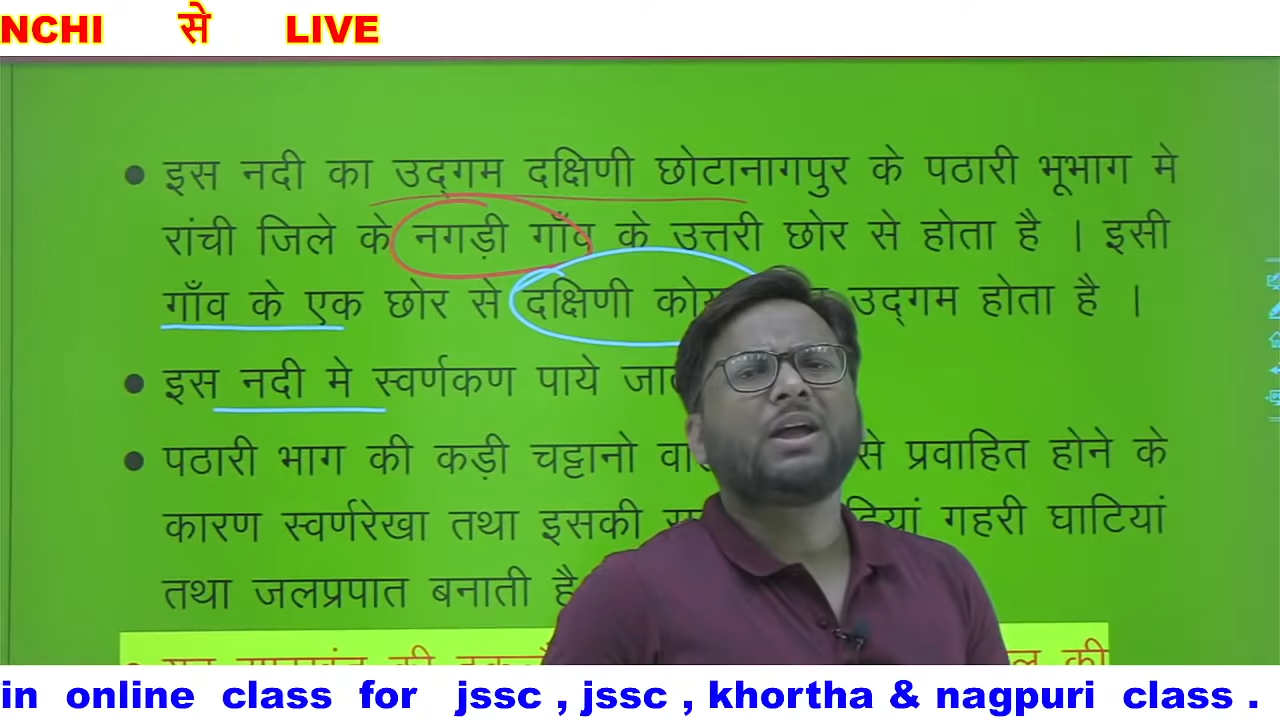 NCHI से LIVE
• इस नदी का उद्गम दक्षिणी छोटानागपुर के पठारी भूभाग मे
रांची जिले के नगड़ी गाँव के उत्तरी छोर से होता है । इसी
गाँव के एक छोर से दक्षिणी उद्गम होता है ।
• इस नदी मे स्वर्णकण पाये
• पठारी भाग की कड़ी चट्टानो से प्रवाहित होने के
कारण स्वर्णरेखा तथा इसकी गहरी घाटियां
तथा जलप्रपात बनाती है
in online class for jssc , jssc , khortha & nagpuri class .